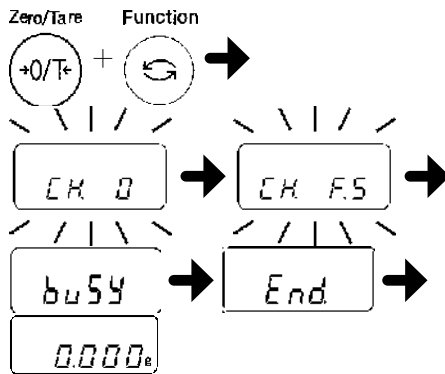 Zero/Tare Function
→0/T← +
CH. 0 CH. F.S
buSY End.
0.000g